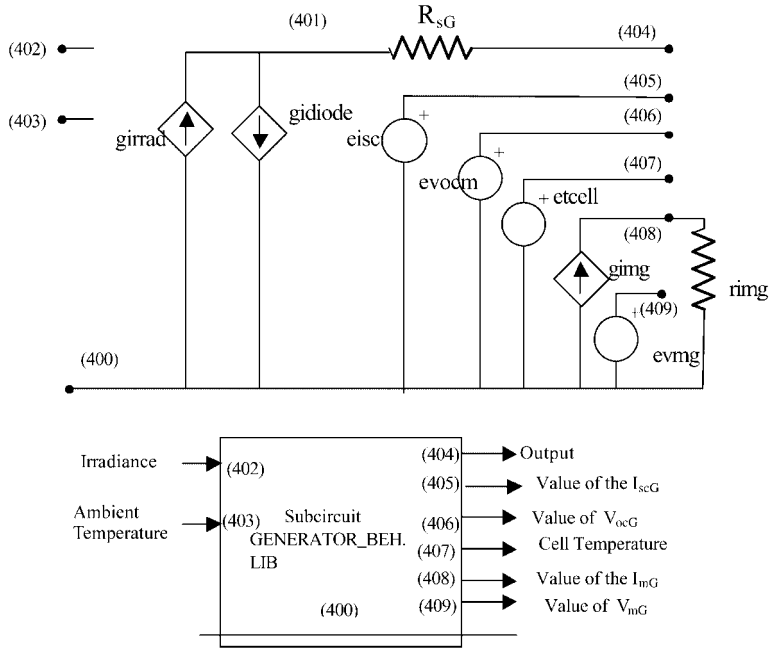 (401)
R_sG
(404)
(402)
(405)
(406)
(403)
girrad
gidiode
eisc
+
evocm
+
(407)
+ etcell
(408)
gimg
rimg
+(409)
evmg
(400)
Irradiance
(402)
Ambient
Temperature
(403)
Subcircuit
GENERATOR_BEH.
LIB
(400)
(404)
Output
(405)
Value of the I_scG
(406)
Value of V_ocG
(407)
Cell Temperature
(408)
Value of the I_mG
(409)
Value of V_mG